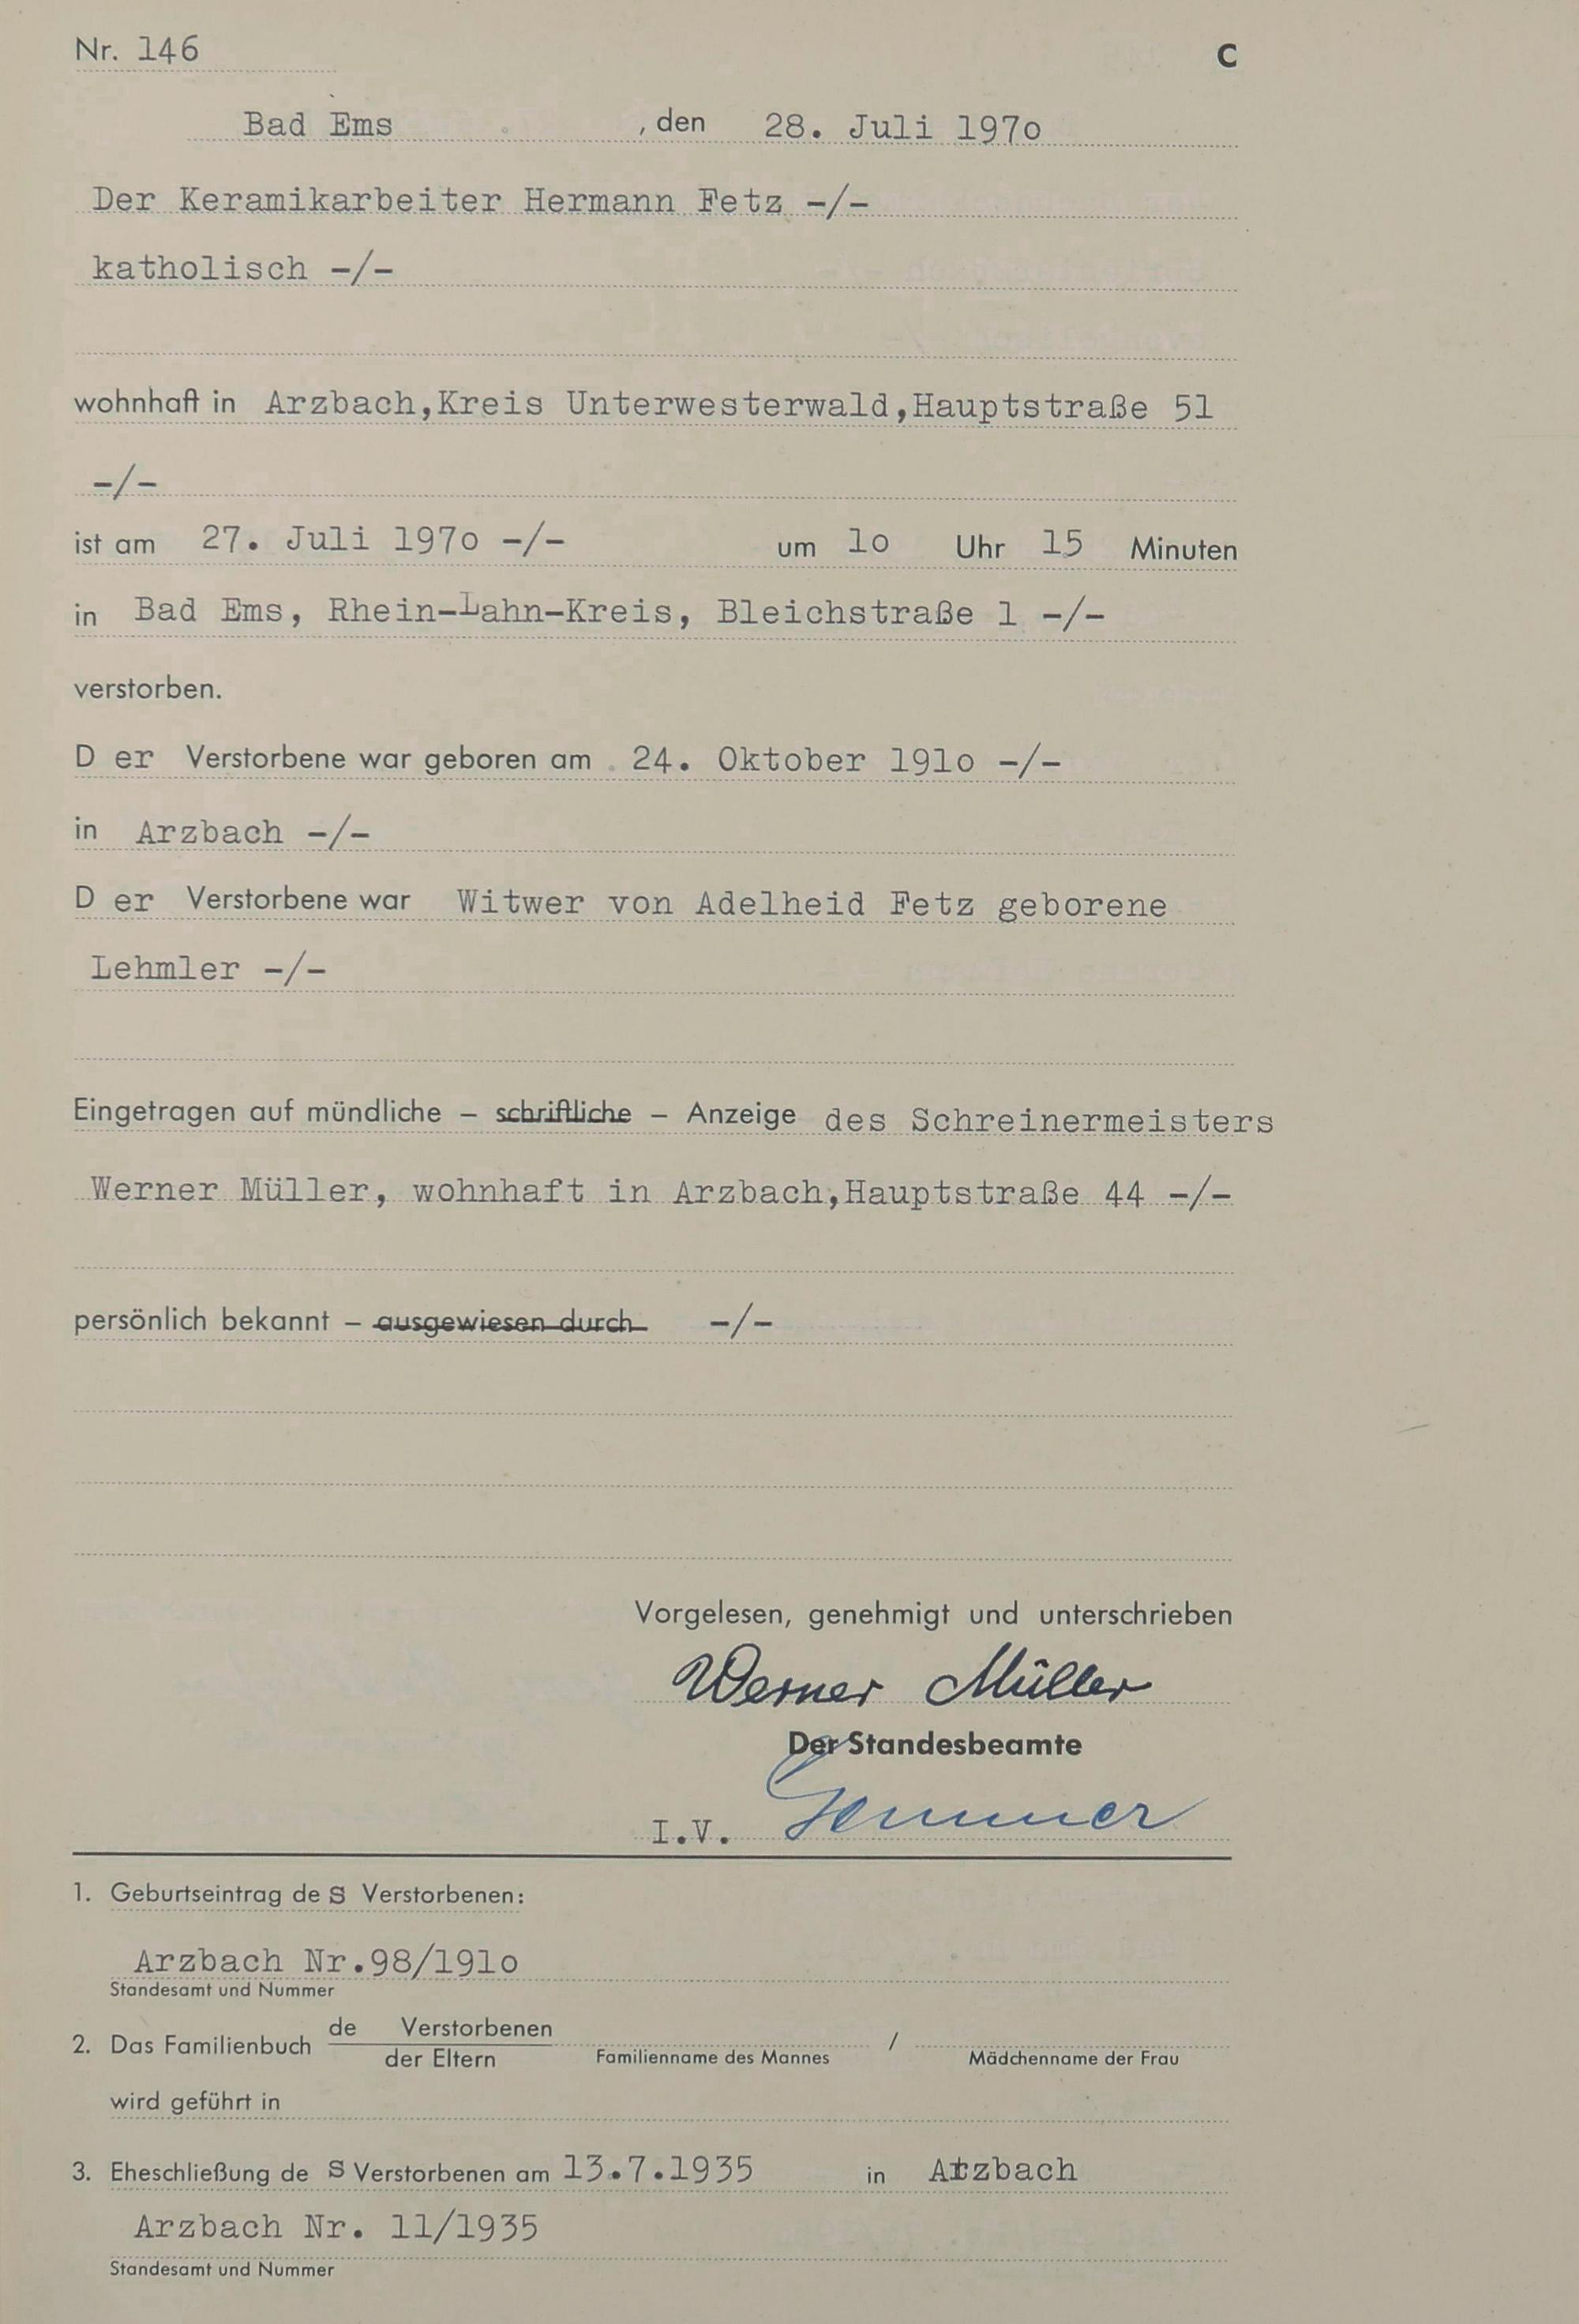 Nr. 146 C
Bad Ems , den 28. Juli 197o
Der Keramikarbeiter Hermann Fetz -/-
katholisch -/-
wohnhaft in Arzbach,Kreis Unterwesterwald,Hauptstraße 51
-/-
ist am 27. Juli 197o -/- um 1o Uhr 15 Minuten
in Bad Ems, Rhein-Lahn-Kreis, Bleichstraße 1 -/-
verstorben.
D er Verstorbene war geboren am 24. Oktober 191o -/-
in Arzbach -/-
D er Verstorbene war Witwer von Adelheid Fetz geborene
Lehmler -/-
Eingetragen auf mündliche – schriftliche – Anzeige des Schreinermeisters
Werner Müller, wohnhaft in Arzbach,Hauptstraße 44 -/-
persönlich bekannt – ausgewiesen durch -/-
Vorgelesen, genehmigt und unterschrieben
Werner Müller
Der Standesbeamte
I.V.
1. Geburtseintrag de s Verstorbenen:
Arzbach Nr.98/191o
Standesamt und Nummer
2. Das Familienbuch de Verstorbenen
der Eltern Familienname des Mannes / Mädchenname der Frau
wird geführt in
3. Eheschließung de s Verstorbenen am 13.7.1935 in Arzbach
Arzbach Nr. 11/1935
Standesamt und Nummer